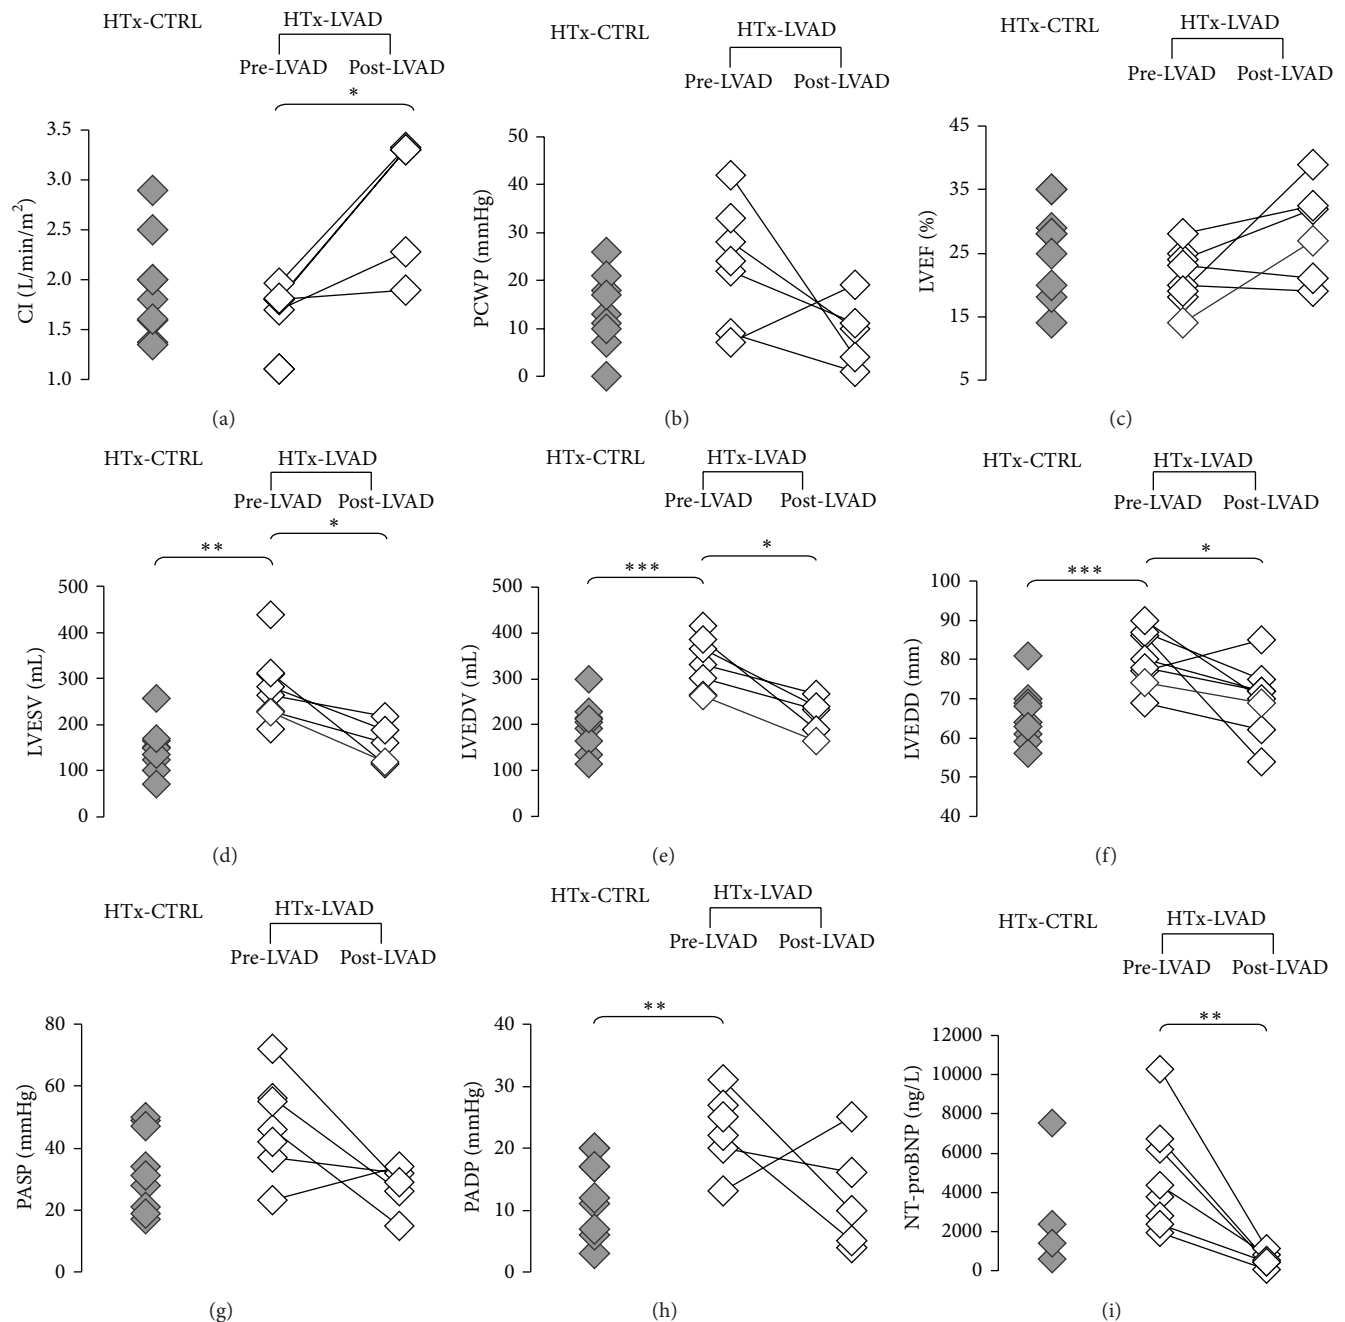 HTx-CTRL
HTx-LVAD
Pre-LVAD Post-LVAD
*
CI (L/min/m²)
3.5
3.0
2.5
2.0
1.5
1.0
(a)
HTx-CTRL
HTx-LVAD
Pre-LVAD Post-LVAD
PCWP (mmHg)
50
40
30
20
10
0
(b)
HTx-CTRL
HTx-LVAD
Pre-LVAD Post-LVAD
LVEF (%)
45
35
25
15
5
(c)
HTx-CTRL
HTx-LVAD
Pre-LVAD Post-LVAD
*
**
LVESV (mL)
500
400
300
200
100
0
(d)
HTx-CTRL
HTx-LVAD
Pre-LVAD Post-LVAD
*
***
LVEDV (mL)
500
400
300
200
100
0
(e)
HTx-CTRL
HTx-LVAD
Pre-LVAD Post-LVAD
*
***
LVEDD (mm)
100
90
80
70
60
50
40
(f)
HTx-CTRL
HTx-LVAD
Pre-LVAD Post-LVAD
PASP (mmHg)
80
60
40
20
0
(g)
HTx-CTRL
HTx-LVAD
Pre-LVAD Post-LVAD
**
PADP (mmHg)
40
30
20
10
0
(h)
HTx-CTRL
HTx-LVAD
Pre-LVAD Post-LVAD
**
NT-proBNP (ng/L)
12000
10000
8000
6000
4000
2000
0
(i)